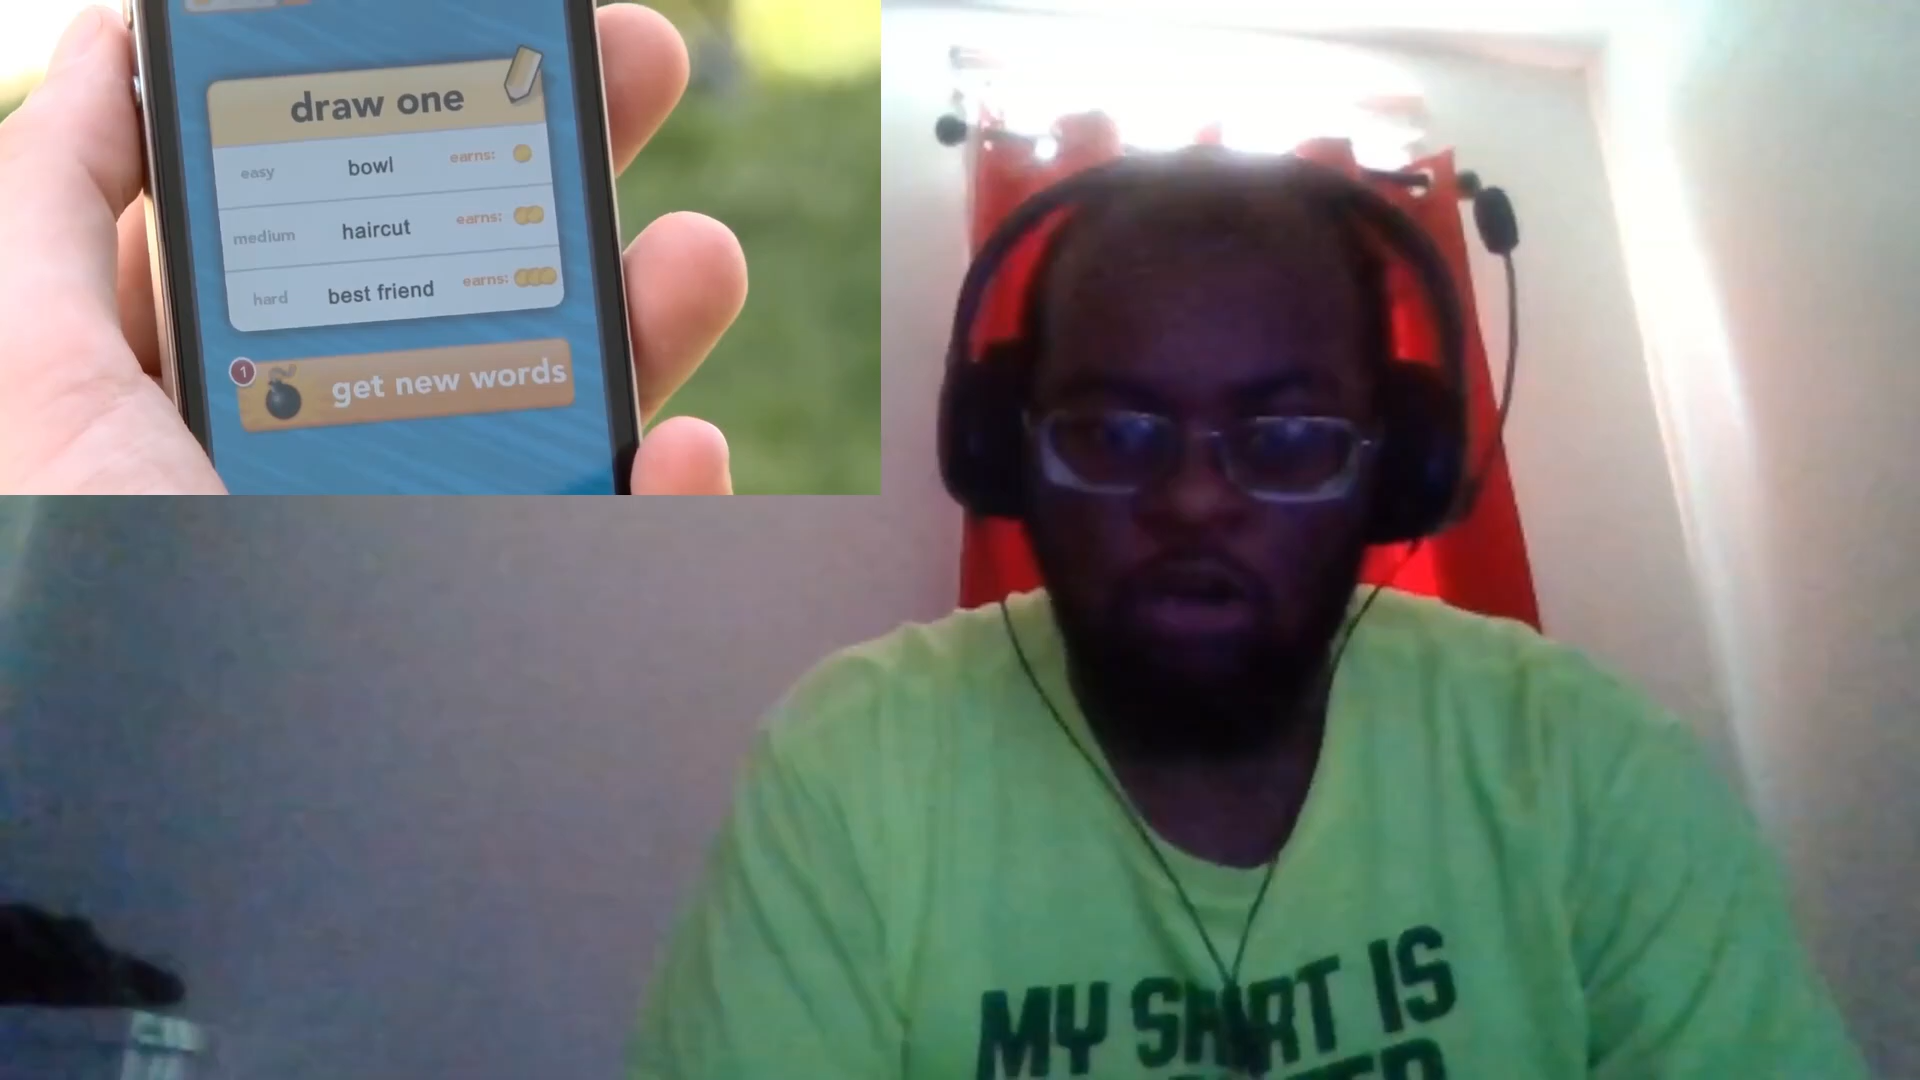 draw one
easy bowl earns:
medium haircut earns:
hard best friend earns:
1 get new words
MY SHIRT IS